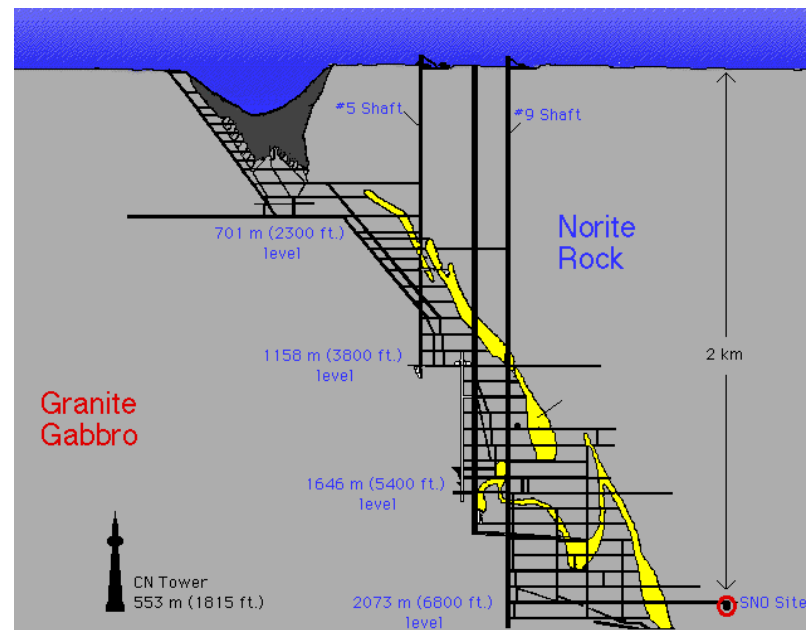 #5 Shaft
#9 Shaft
701 m (2300 ft.)
level
Norite
Rock
1158 m (3800 ft.)
level
2 km
Granite
Gabbro
1646 m (5400 ft.)
level
CN Tower
553 m (1815 ft.)
2073 m (6800 ft.)
level
SNO Site